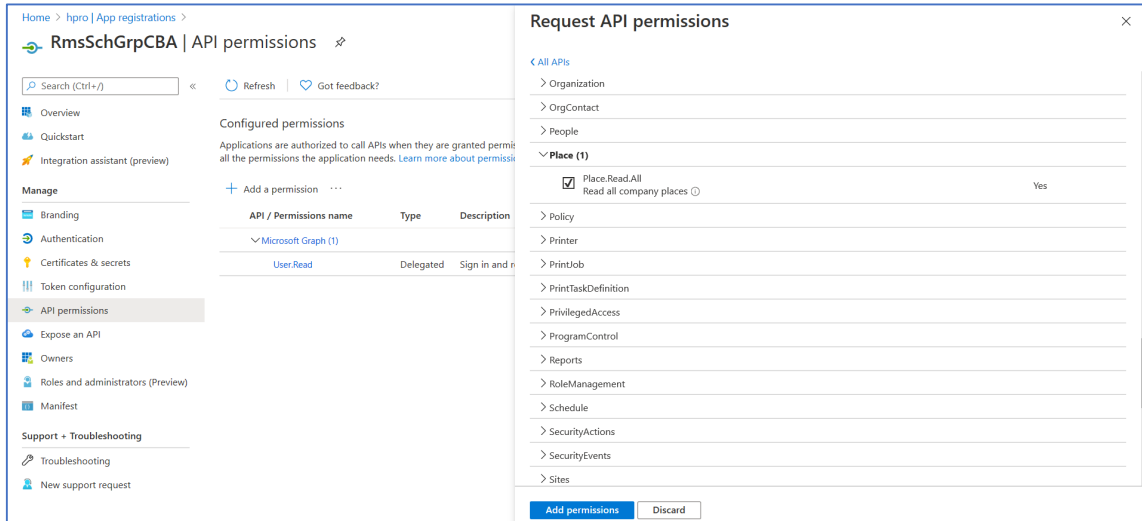 Home > hpro | App registrations >
RmsSchGrpCBA | API permissions
Search (Ctrl+/)
«
Overview
Quickstart
Integration assistant (preview)
Manage
Branding
Authentication
Certificates & secrets
Token configuration
API permissions
Expose an API
Owners
Roles and administrators (Preview)
Manifest
Support + Troubleshooting
Troubleshooting
New support request
Refresh
Got feedback?
Configured permissions
Applications are authorized to call APIs when they are granted permis
all the permissions the application needs. Learn more about permissi
+ Add a permission ···
API / Permissions name Type Description
Microsoft Graph (1)
User.Read Delegated Sign in and r
Request API permissions
All APIs
Organization
OrgContact
People
Place (1)
Place.Read.All
Read all company places
Yes
Policy
Printer
PrintJob
PrintTaskDefinition
PrivilegedAccess
ProgramControl
Reports
RoleManagement
Schedule
SecurityActions
SecurityEvents
Sites
Add permissions
Discard